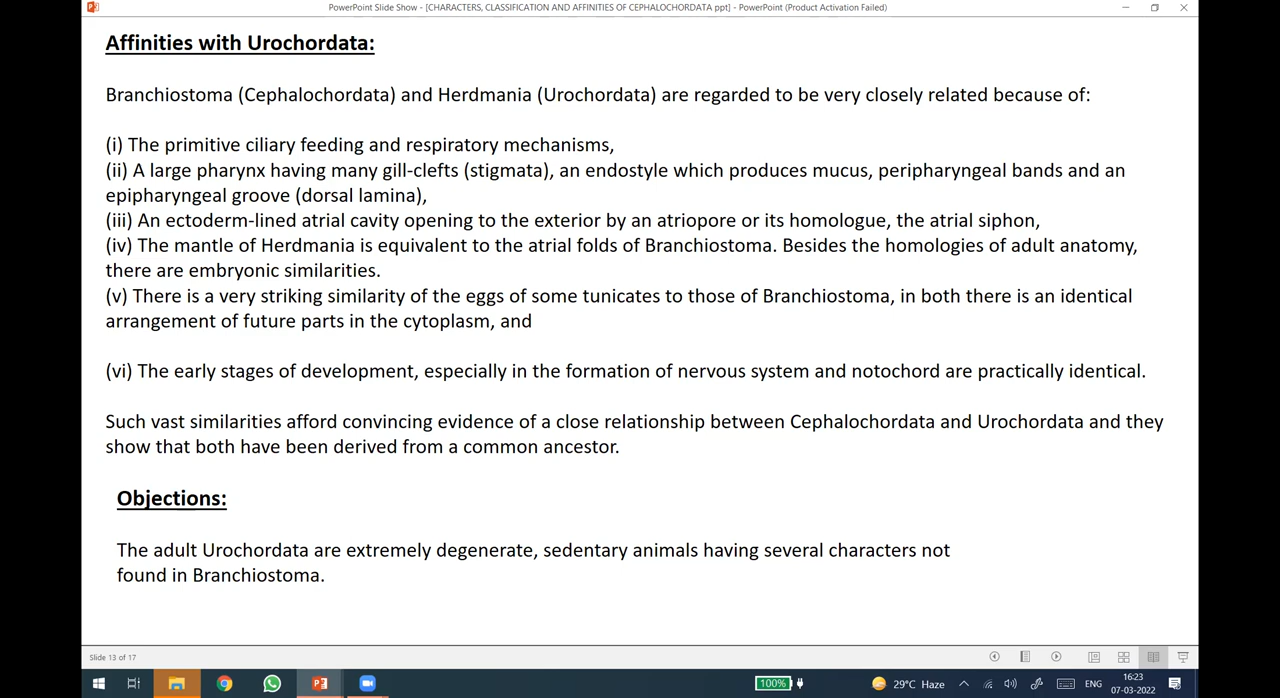 PowerPoint Slide Show - [CHARACTERS, CLASSIFICATION AND AFFINITIES OF CEPHALOCHORDATA ppt] - PowerPoint (Product Activation Failed)
Affinities with Urochordata:
Branchiostoma (Cephalochordata) and Herdmania (Urochordata) are regarded to be very closely related because of:
(i) The primitive ciliary feeding and respiratory mechanisms,
(ii) A large pharynx having many gill-clefts (stigmata), an endostyle which produces mucus, peripharyngeal bands and an
epipharyngeal groove (dorsal lamina),
(iii) An ectoderm-lined atrial cavity opening to the exterior by an atriopore or its homologue, the atrial siphon,
(iv) The mantle of Herdmania is equivalent to the atrial folds of Branchiostoma. Besides the homologies of adult anatomy,
there are embryonic similarities.
(v) There is a very striking similarity of the eggs of some tunicates to those of Branchiostoma, in both there is an identical
arrangement of future parts in the cytoplasm, and
(vi) The early stages of development, especially in the formation of nervous system and notochord are practically identical.
Such vast similarities afford convincing evidence of a close relationship between Cephalochordata and Urochordata and they
show that both have been derived from a common ancestor.
Objections:
The adult Urochordata are extremely degenerate, sedentary animals having several characters not
found in Branchiostoma.
Slide 13 of 17
100%
29°C Haze
ENG
16:23
07-03-2022